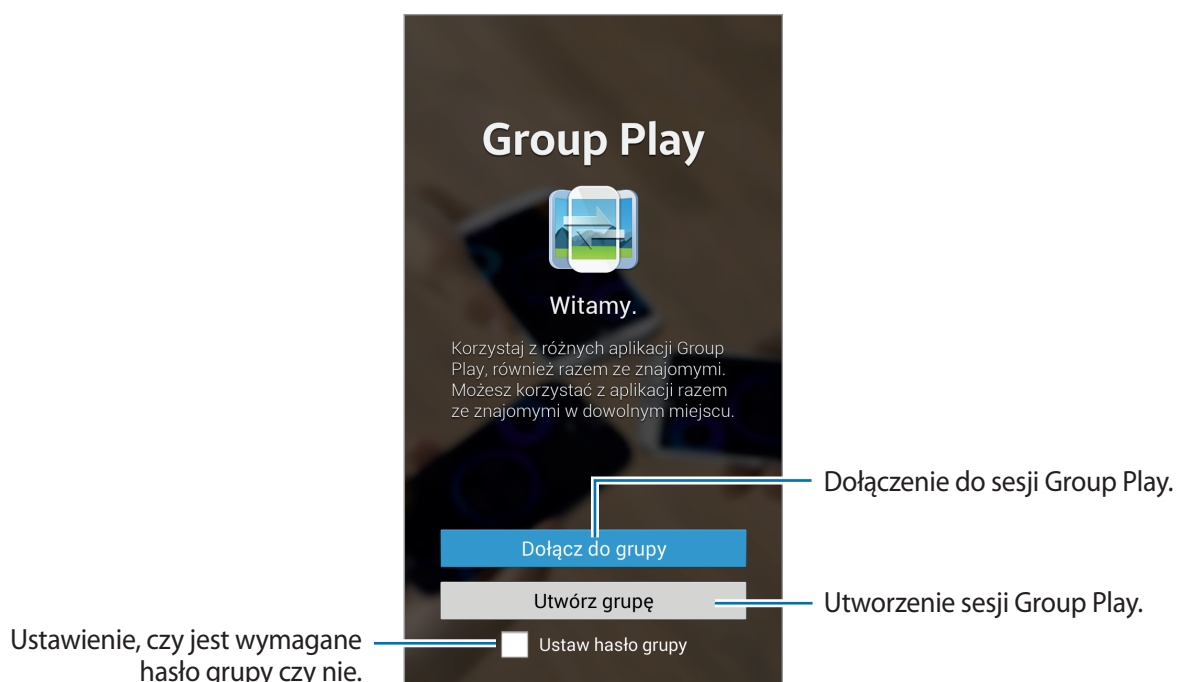 Group Play
Witamy.
Korzystaj z różnych aplikacji Group
Play, również razem ze znajomymi.
Możesz korzystać z aplikacji razem
ze znajomymi w dowolnym miejscu.
Dołączenie do sesji Group Play.
Dołącz do grupy
Utwórz grupę
Utworzenie sesji Group Play.
Ustawienie, czy jest wymagane
hasło grupy czy nie.
Ustaw hasło grupy